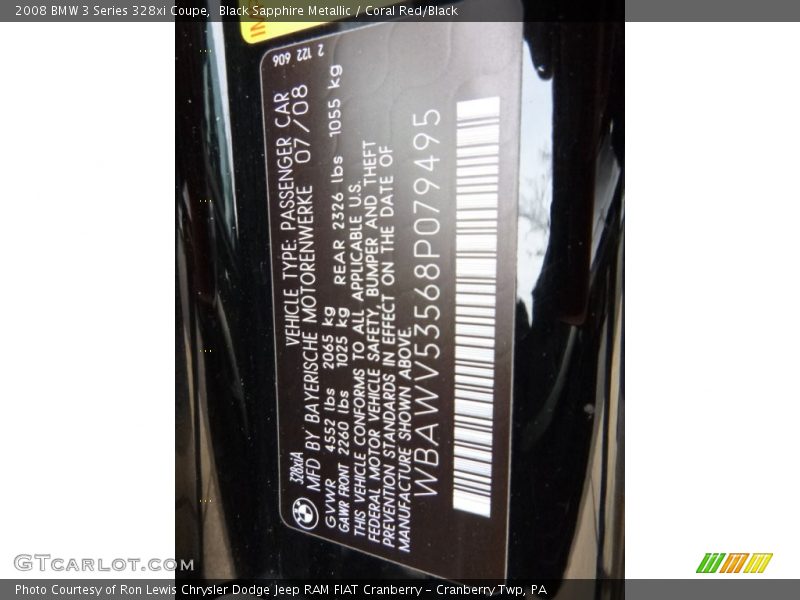 2008 BMW 3 Series 328xi Coupe,  Black Sapphire Metallic / Coral Red/Black
2 122 606
328xiA
VEHICLE TYPE: PASSENGER CAR
MFD BY BAYERISCHE MOTORENWERKE 07/08
GVWR 4552 lbs 2065 kg
GAWR FRONT 2260 lbs 1025 kg REAR 2326 lbs 1055 kg
THIS VEHICLE CONFORMS TO ALL APPLICABLE U.S.
FEDERAL MOTOR VEHICLE SAFETY, BUMPER AND THEFT
PREVENTION STANDARDS IN EFFECT ON THE DATE OF
MANUFACTURE SHOWN ABOVE.
WBAWV53568P079495
GTCARLOT.COM
Photo Courtesy of Ron Lewis Chrysler Dodge Jeep RAM FIAT Cranberry – Cranberry Twp, PA